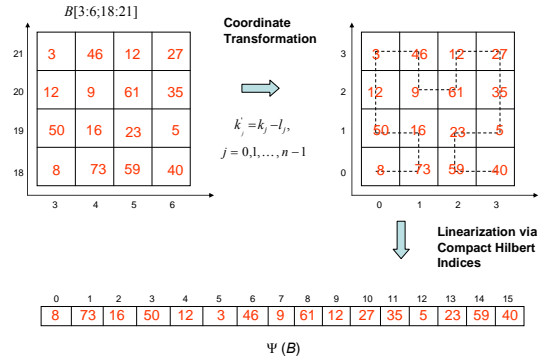 B[3:6;18:21]
21 3 46 12 27
20 12 9 61 35
19 50 16 23 5
18 8 73 59 40
3 4 5 6
Coordinate
Transformation
k'_j = k_j − l_j,
j = 0,1,…, n − 1
3 3 46 12 27
2 12 9 61 35
1 50 16 23 5
0 8 73 59 40
0 1 2 3
Linearization via
Compact Hilbert
Indices
0 1 2 3 4 5 6 7 8 9 10 11 12 13 14 15
8 73 16 50 12 3 46 9 61 12 27 35 5 23 59 40
Ψ (B)